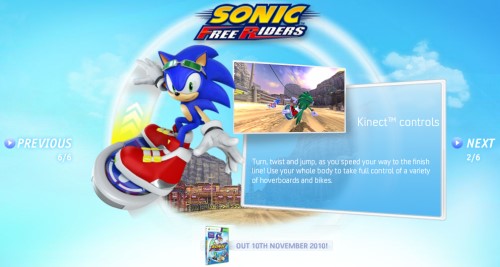 SONIC
FREE RIDERS
Kinect™ controls
PREVIOUS
6/6
NEXT
2/6
Turn, twist and jump, as you speed your way to the finish
line! Use your whole body to take full control of a variety
of hoverboards and bikes.
OUT 10TH NOVEMBER 2010!